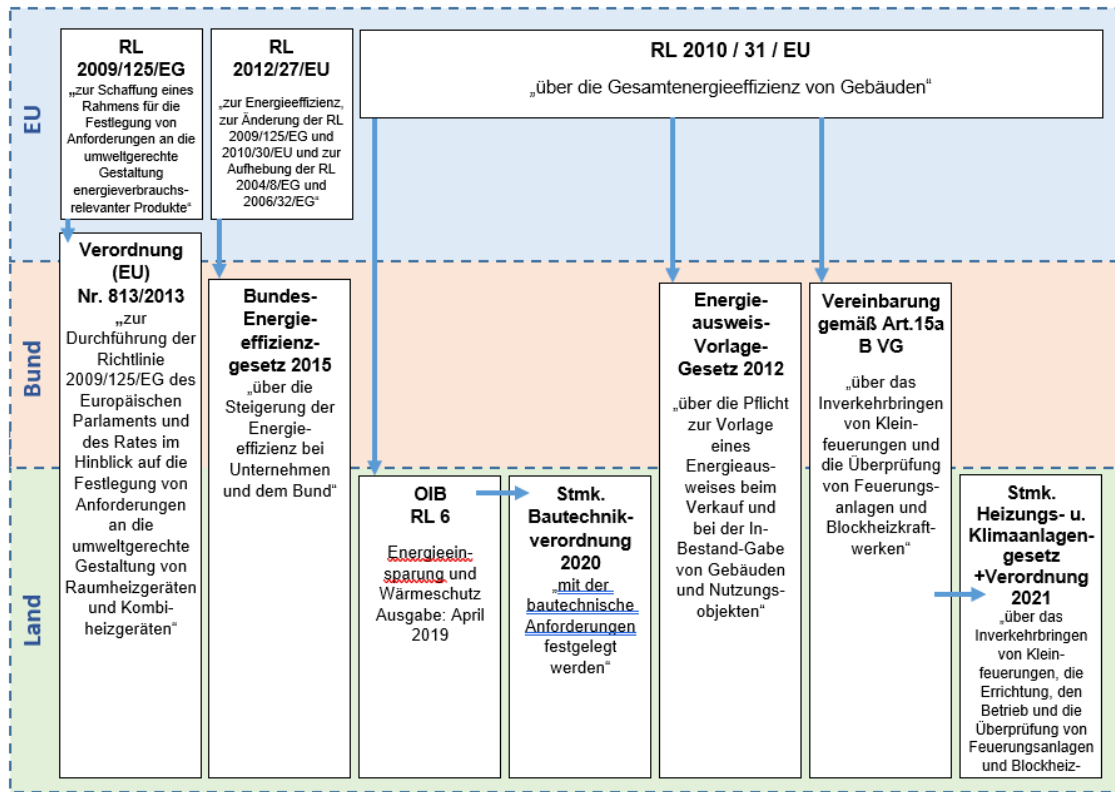 EU
RL
2009/125/EG
„zur Schaffung eines
Rahmens für die
Festlegung von
Anforderungen an die
umweltgerechte
Gestaltung
energieverbrauchs-
relevanter Produkte“
RL
2012/27/EU
„zur Energieeffizienz,
zur Änderung der RL
2009/125/EG und
2010/30/EU und zur
Aufhebung der RL
2004/8/EG und
2006/32/EG“
RL 2010 / 31 / EU
„über die Gesamtenergieeffizienz von Gebäuden“
Bund
Land
Verordnung
(EU)
Nr. 813/2013
„zur
Durchführung der
Richtlinie
2009/125/EG des
Europäischen
Parlaments und
des Rates im
Hinblick auf die
Festlegung von
Anforderungen
an die
umweltgerechte
Gestaltung von
Raumheizgeräten
und Kombi-
heizgeräten“
Bundes-
Energie-
effizienz-
gesetz 2015
„über die
Steigerung der
Energie-
effizienz bei
Unternehmen
und dem Bund“
OIB
RL 6
Energieein-
sparung und
Wärmeschutz
Ausgabe: April
2019
Stmk.
Bautechnik-
verordnung
2020
„mit der
bautechnische
Anforderungen
festgelegt
werden“
Energie-
ausweis-
Vorlage-
Gesetz 2012
„über die Pflicht
zur Vorlage
eines
Energieaus-
weises beim
Verkauf und
bei der In-
Bestand-Gabe
von Gebäuden
und Nutzungs-
objekten“
Vereinbarung
gemäß Art.15a
B VG
„über das
Inverkehrbringen
von Klein-
feuerungen und
die Überprüfung
von Feuerungs-
anlagen und
Blockheizkraft-
werken“
Stmk.
Heizungs- u.
Klimaanlagen-
gesetz
+Verordnung
2021
„über das
Inverkehrbringen
von Klein-
feuerungen, die
Errichtung, den
Betrieb und die
Überprüfung von
Feuerungsanlagen
und Blockheiz-